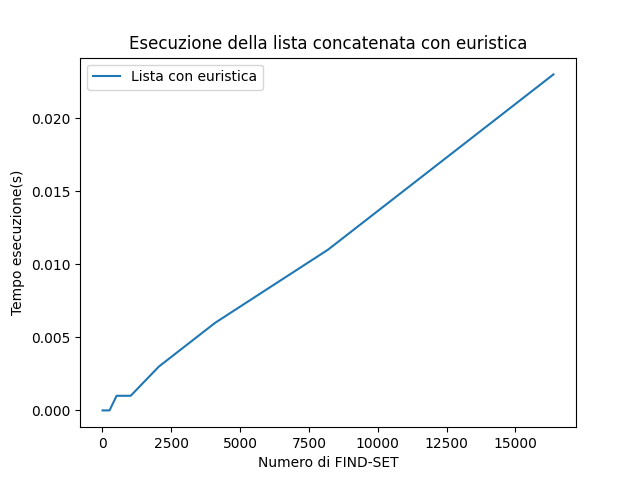 Esecuzione della lista concatenata con euristica
Lista con euristica
Tempo esecuzione(s)
0.020
0.015
0.010
0.005
0.000
0 2500 5000 7500 10000 12500 15000
Numero di FIND-SET